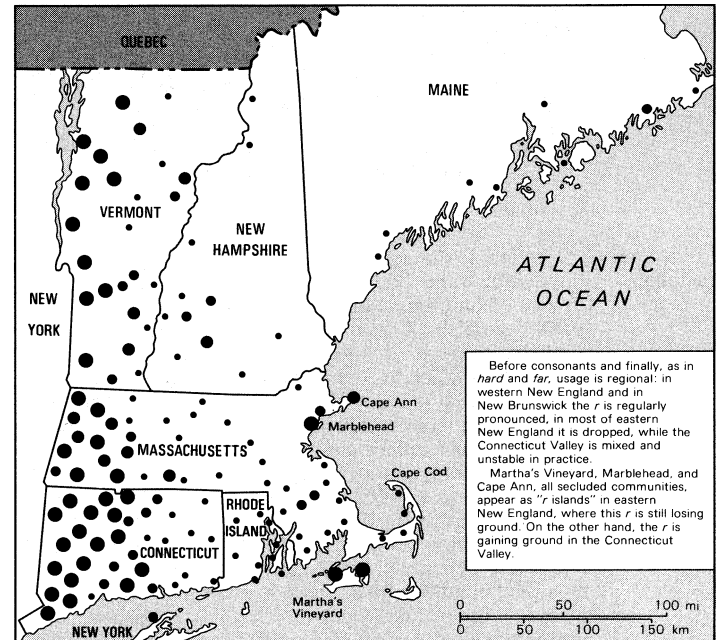 QUEBEC
MAINE
VERMONT
NEW
HAMPSHIRE
ATLANTIC
OCEAN
NEW
YORK
Before consonants and finally, as in
hard and far, usage is regional: in
western New England and in
New Brunswick the r is regularly
pronounced, in most of eastern
New England it is dropped, while the
Connecticut Valley is mixed and
unstable in practice.
Martha's Vineyard, Marblehead, and
Cape Ann, all secluded communities,
appear as "r islands" in eastern
New England, where this r is still losing
ground. On the other hand, the r is
gaining ground in the Connecticut
Valley.
Cape Ann
Marblehead
MASSACHUSETTS
Cape Cod
RHODE
ISLAND
CONNECTICUT
Martha's
Vineyard
NEW YORK
0 50 100 mi
0 50 100 150 km